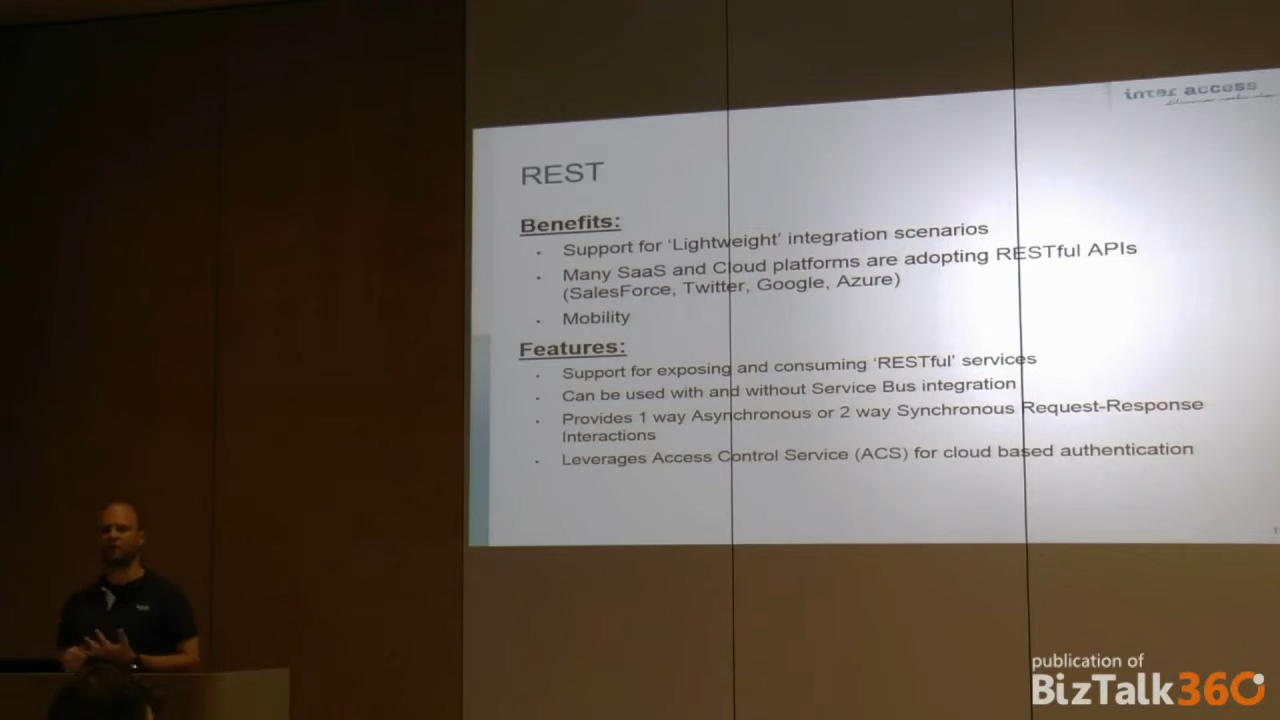 inter access
REST
Benefits:
Support for 'Lightweight' integration scenarios
Many SaaS and Cloud platforms are adopting RESTful APIs
(SalesForce, Twitter, Google, Azure)
Mobility
Features:
Support for exposing and consuming 'RESTful' services
Can be used with and without Service Bus integration
Provides 1 way Asynchronous or 2 way Synchronous Request-Response
Interactions
Leverages Access Control Service (ACS) for cloud based authentication
publication of
BizTalk360